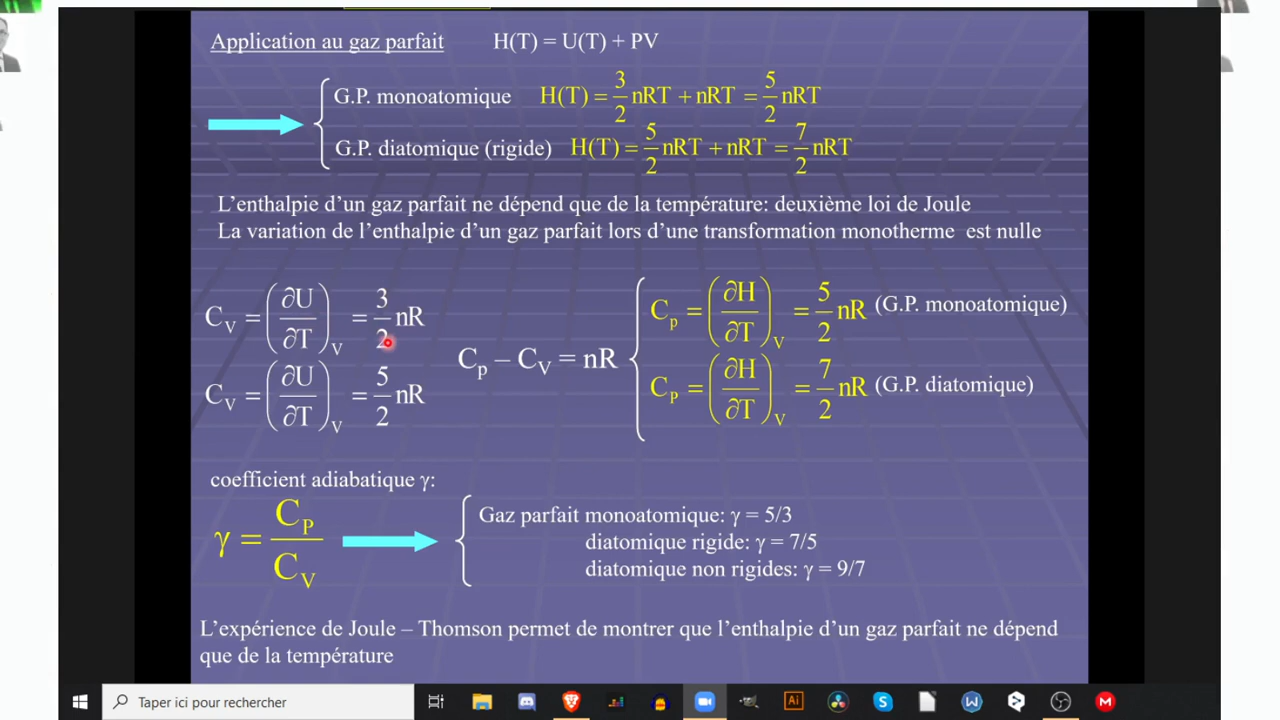 Application au gaz parfait H(T) = U(T) + PV
G.P. monoatomique H(T) = 3/2 nRT + nRT = 5/2 nRT
G.P. diatomique (rigide) H(T) = 5/2 nRT + nRT = 7/2 nRT
L'enthalpie d'un gaz parfait ne dépend que de la température: deuxième loi de Joule
La variation de l'enthalpie d'un gaz parfait lors d'une transformation monotherme est nulle
C_V = (∂U/∂T)_V = 3/2 nR
C_V = (∂U/∂T)_V = 5/2 nR
C_p – C_V = nR
C_p = (∂H/∂T)_V = 5/2 nR (G.P. monoatomique)
C_P = (∂H/∂T)_V = 7/2 nR (G.P. diatomique)
coefficient adiabatique γ:
γ = C_P/C_V
Gaz parfait monoatomique: γ = 5/3
diatomique rigide: γ = 7/5
diatomique non rigides: γ = 9/7
L'expérience de Joule – Thomson permet de montrer que l'enthalpie d'un gaz parfait ne dépend
que de la température
Taper ici pour rechercher